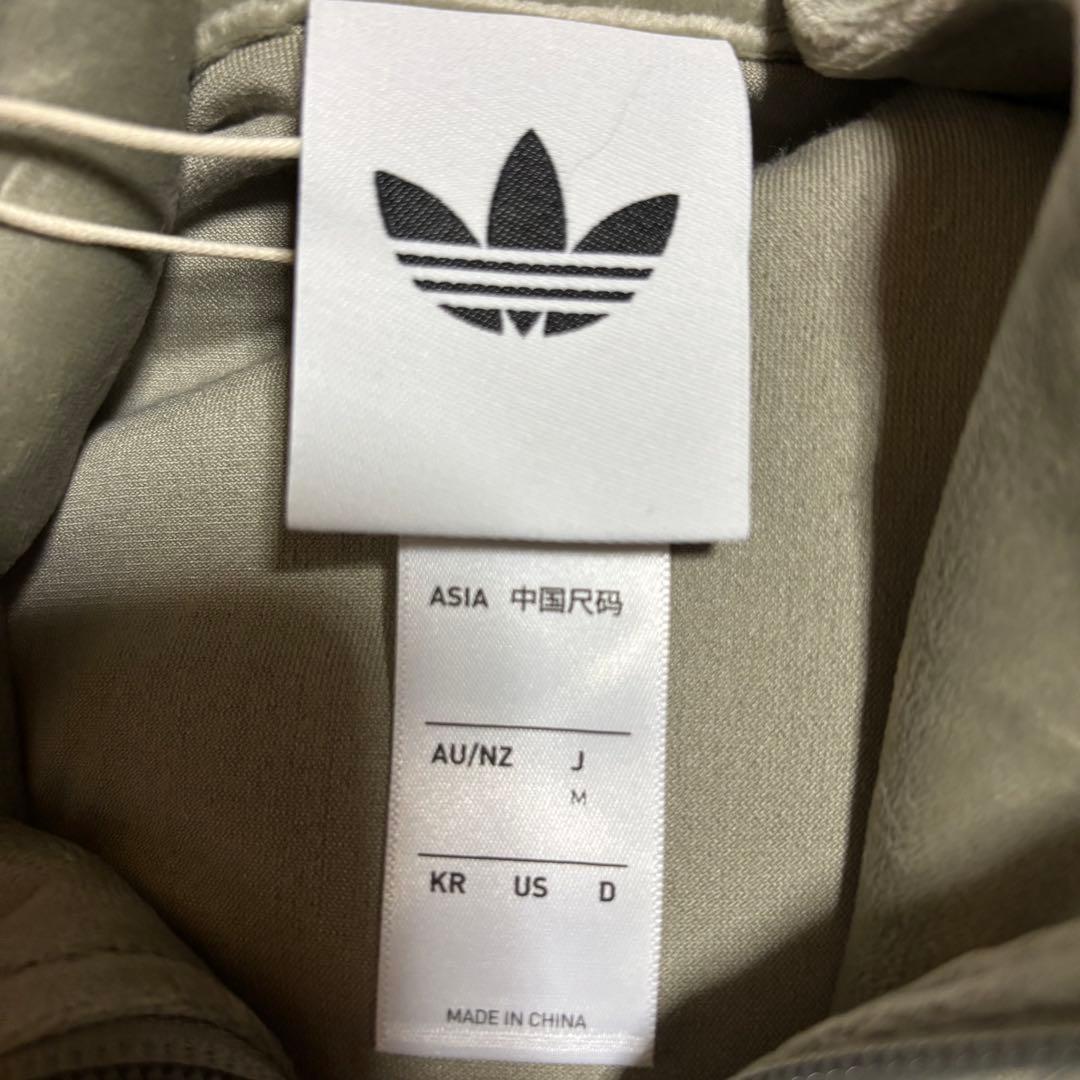 ASIA 中国尺码
AU/NZ J
M
KR US D
MADE IN CHINA